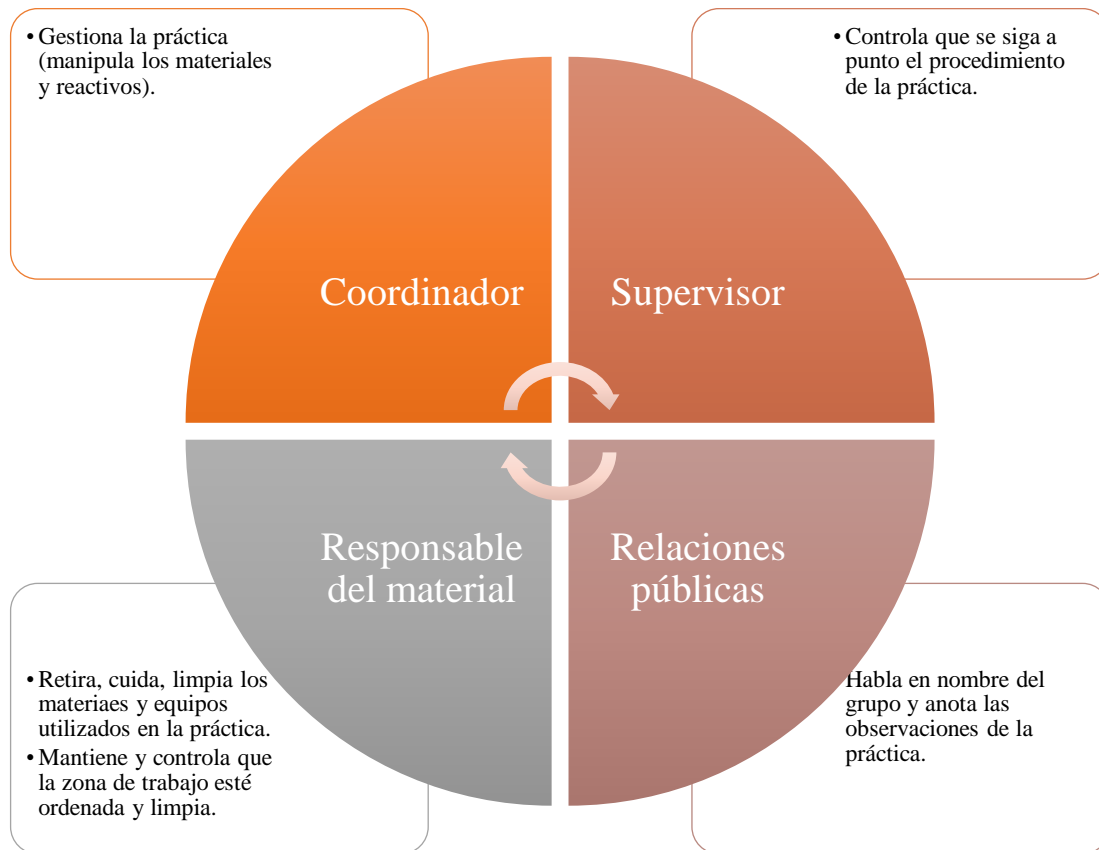 • Gestiona la práctica
(manipula los materiales
y reactivos).
• Controla que se siga a
punto el procedimiento
de la práctica.
Coordinador
Supervisor
Responsable
del material
Relaciones
públicas
• Retira, cuida, limpia los
materiaes y equipos
utilizados en la práctica.
• Mantiene y controla que
la zona de trabajo esté
ordenada y limpia.
Habla en nombre del
grupo y anota las
observaciones de la
práctica.